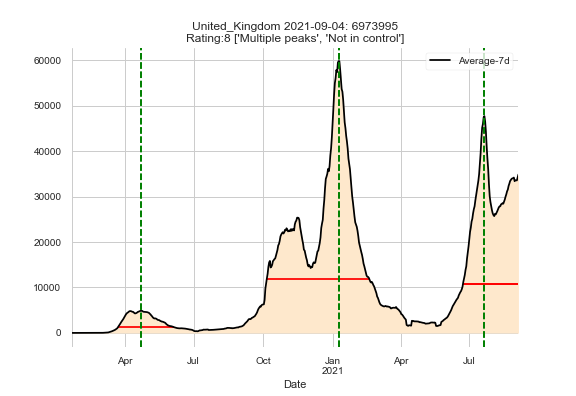 United_Kingdom 2021-09-04: 6973995
Rating:8 ['Multiple peaks', 'Not in control']
Average-7d
60000
50000
40000
30000
20000
10000
0
Apr
Jul
Oct
Jan
2021
Apr
Jul
Date